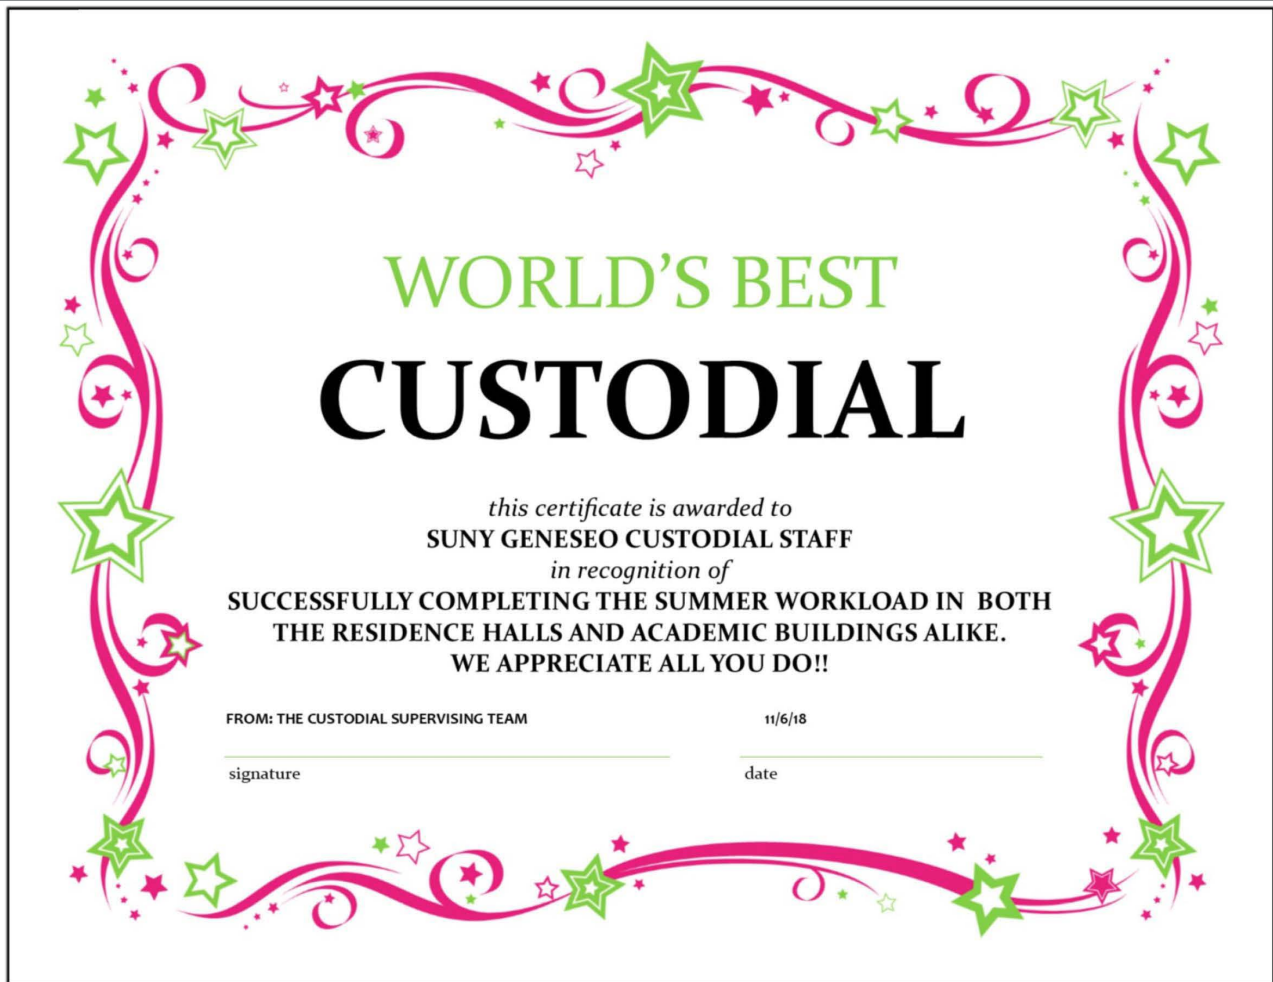 WORLD’S BEST
CUSTODIAL
this certificate is awarded to
SUNY GENESEO CUSTODIAL STAFF
in recognition of
SUCCESSFULLY COMPLETING THE SUMMER WORKLOAD IN  BOTH
THE RESIDENCE HALLS AND ACADEMIC BUILDINGS ALIKE.
WE APPRECIATE ALL YOU DO!!
FROM: THE CUSTODIAL SUPERVISING TEAM 11/6/18
signature date